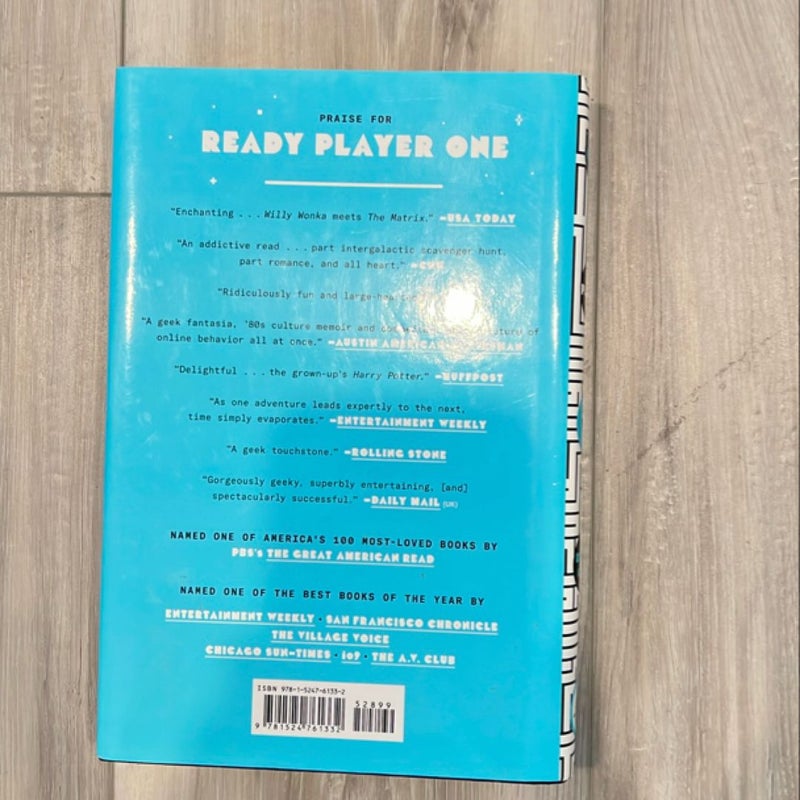 PRAISE FOR
READY PLAYER ONE
"Enchanting . . . Willy Wonka meets The Matrix." —USA TODAY
"An addictive read . . . part intergalactic scavenger hunt,
part romance, and all heart." —CNN
"Ridiculously fun and
"A geek fantasia, '80s culture memoir and of
online behavior all at once." —AUSTIN
"Delightful . . . the grown-up's Harry Potter." —HUFFPOST
"As one adventure leads expertly to the next,
time simply evaporates." —ENTERTAINMENT WEEKLY
"A geek touchstone." —ROLLING STONE
"Gorgeously geeky, superbly entertaining, [and]
spectacularly successful." —DAILY MAIL (UK)
NAMED ONE OF AMERICA'S 100 MOST-LOVED BOOKS BY
PBS's THE GREAT AMERICAN READ
NAMED ONE OF THE BEST BOOKS OF THE YEAR BY
ENTERTAINMENT WEEKLY · SAN FRANCISCO CHRONICLE
THE VILLAGE VOICE
CHICAGO SUN-TIMES · io9 · THE A.V. CLUB
ISBN 978-1-5247-6133-2
52899
9 781524 761332